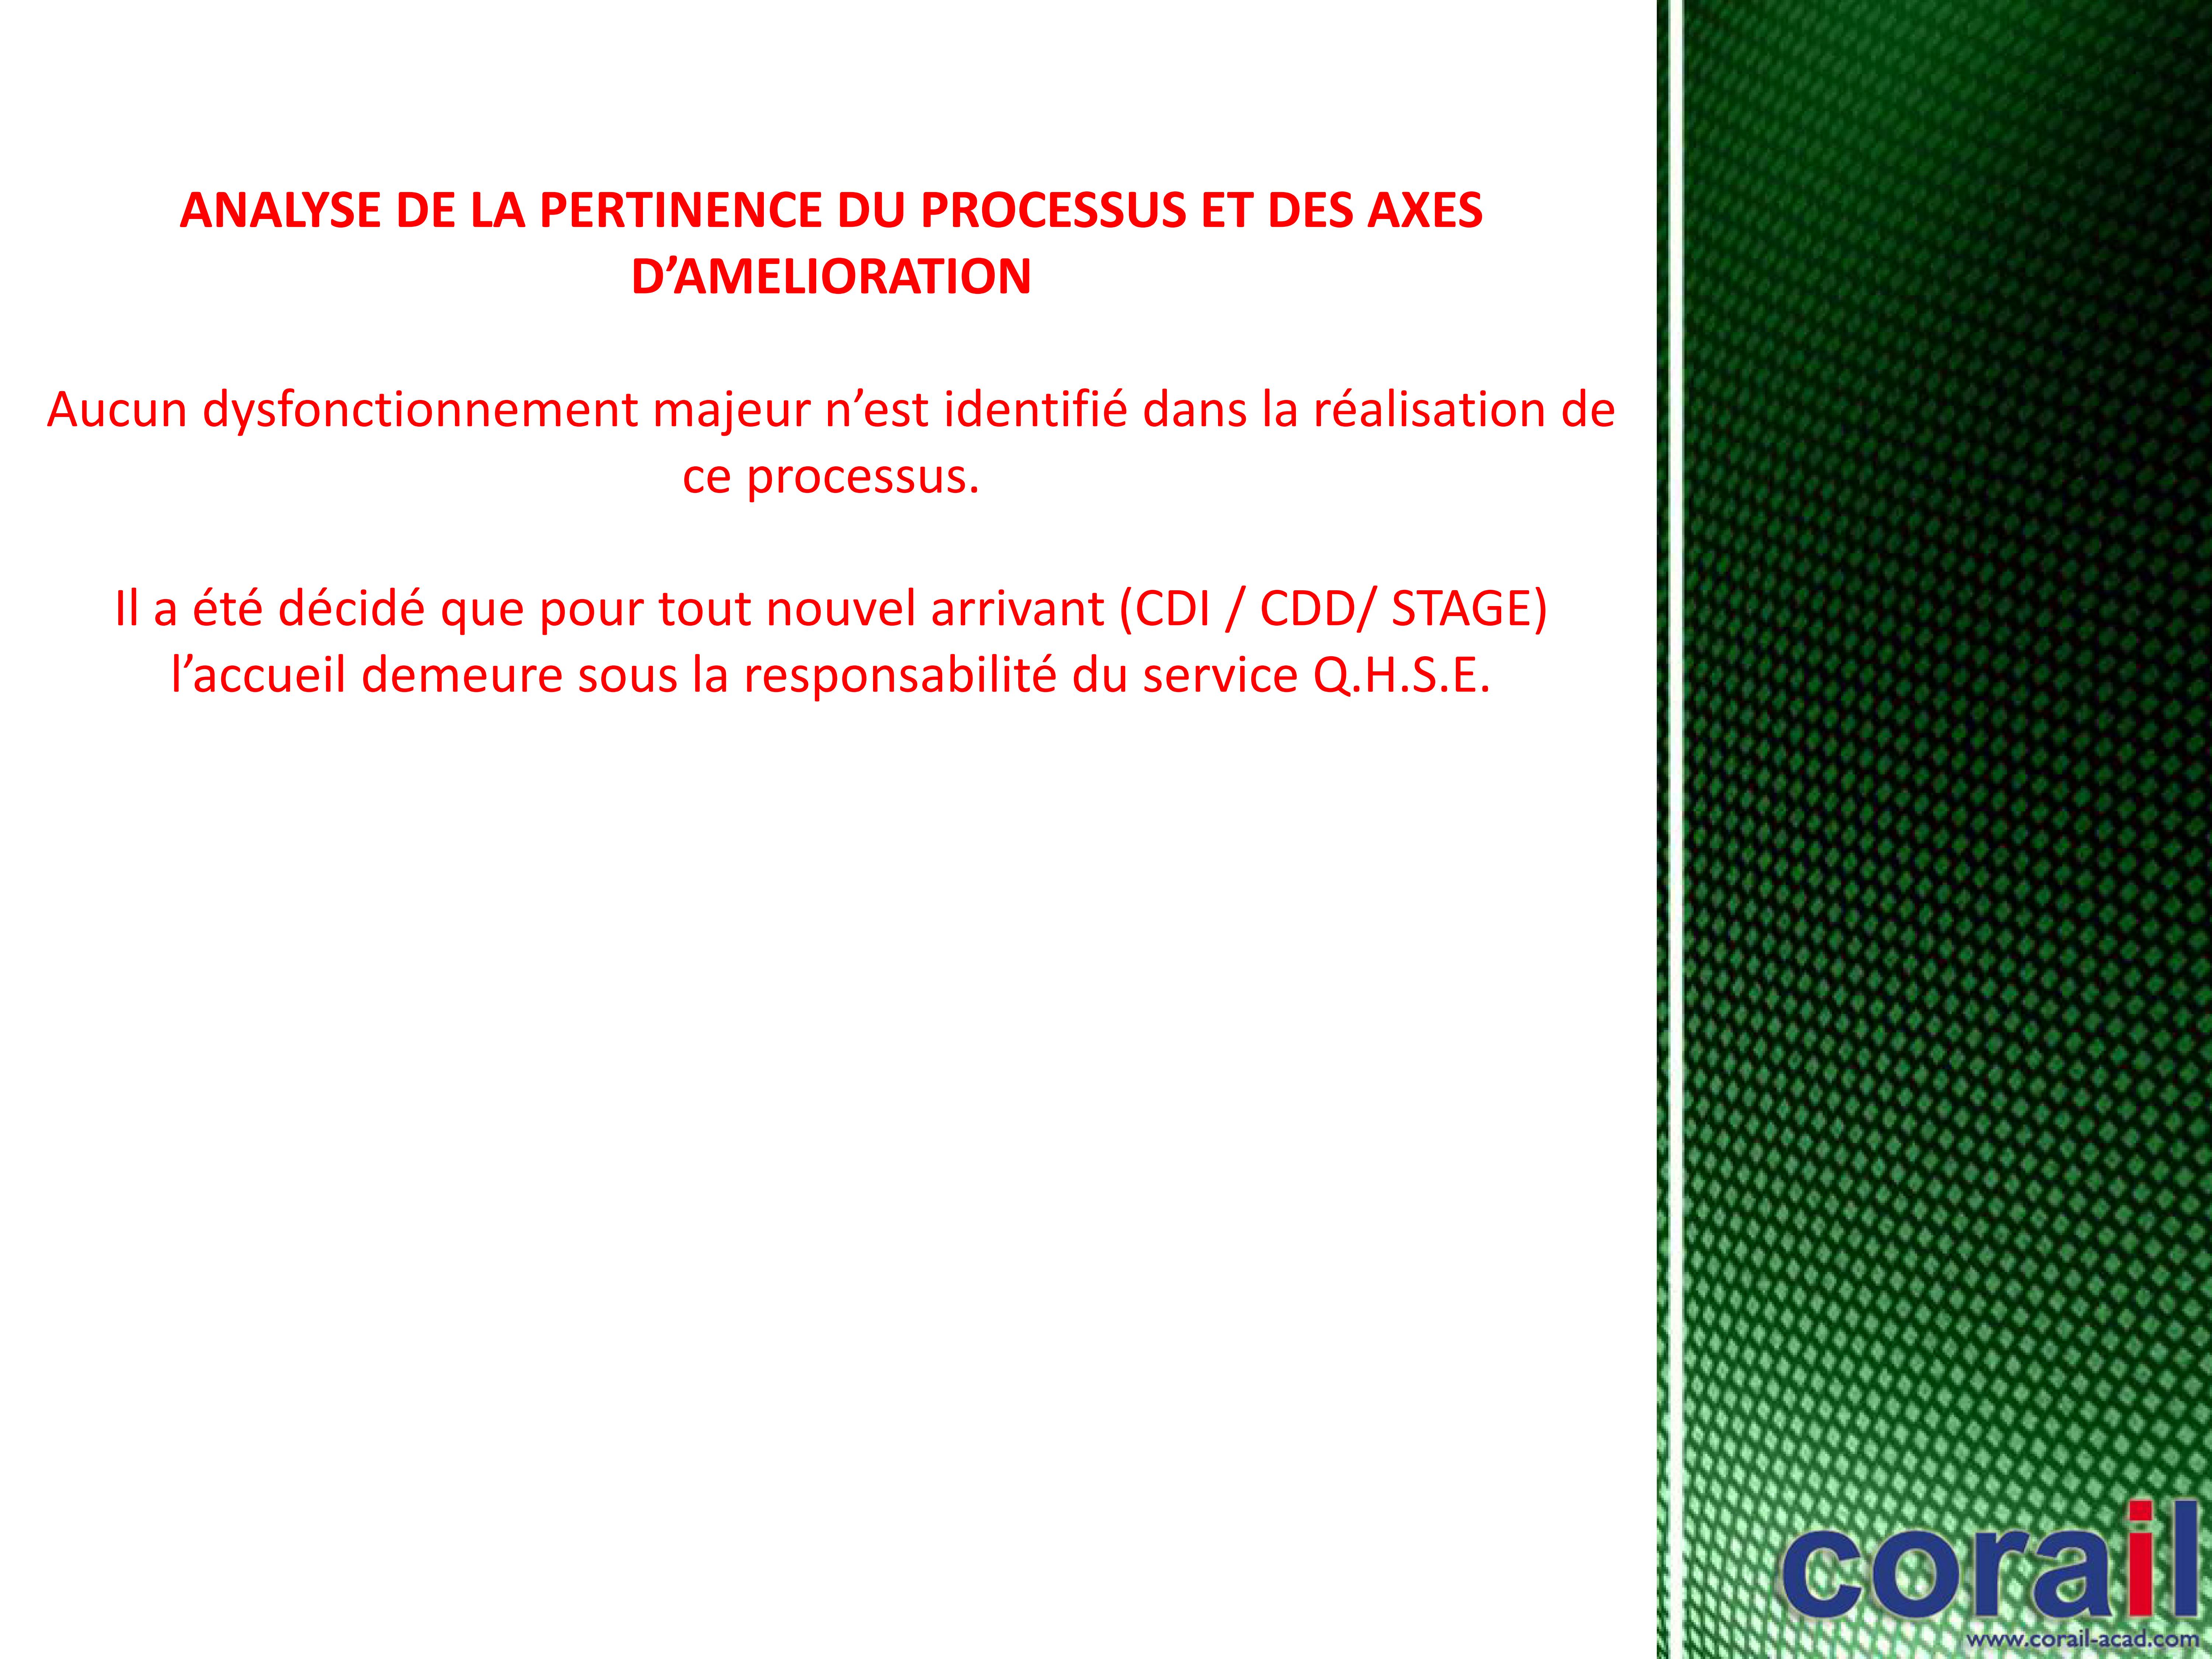 ANALYSE DE LA PERTINENCE DU PROCESSUS ET DES AXES
D’AMELIORATION
Aucun dysfonctionnement majeur n’est identifié dans la réalisation de
ce processus.
Il a été décidé que pour tout nouvel arrivant (CDI / CDD/ STAGE)
l’accueil demeure sous la responsabilité du service Q.H.S.E.
corail
www.corail-acad.com